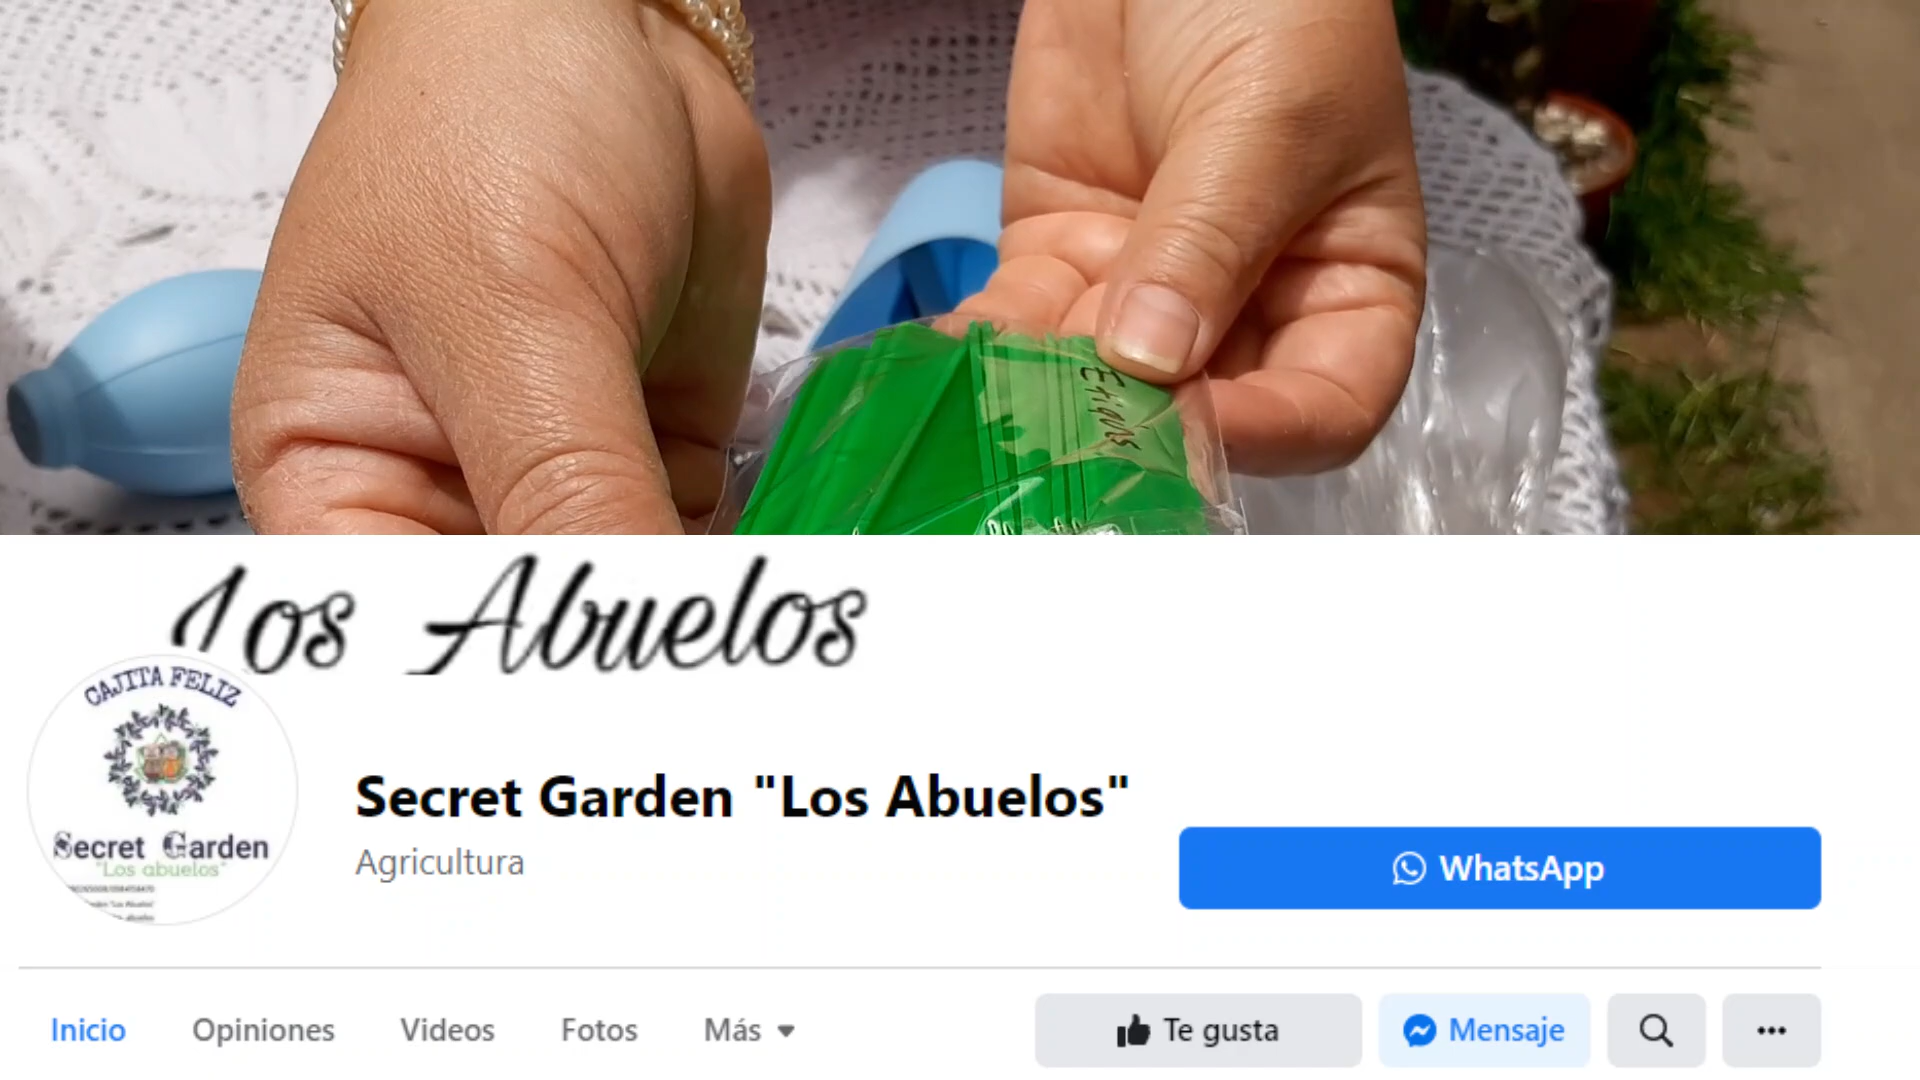 Etiqu
Los Abuelos
CAJITA FELIZ
Secret Garden
"Los abuelos"
Secret Garden "Los Abuelos"
Agricultura
WhatsApp
Inicio
Opiniones
Videos
Fotos
Más
Te gusta
Mensaje